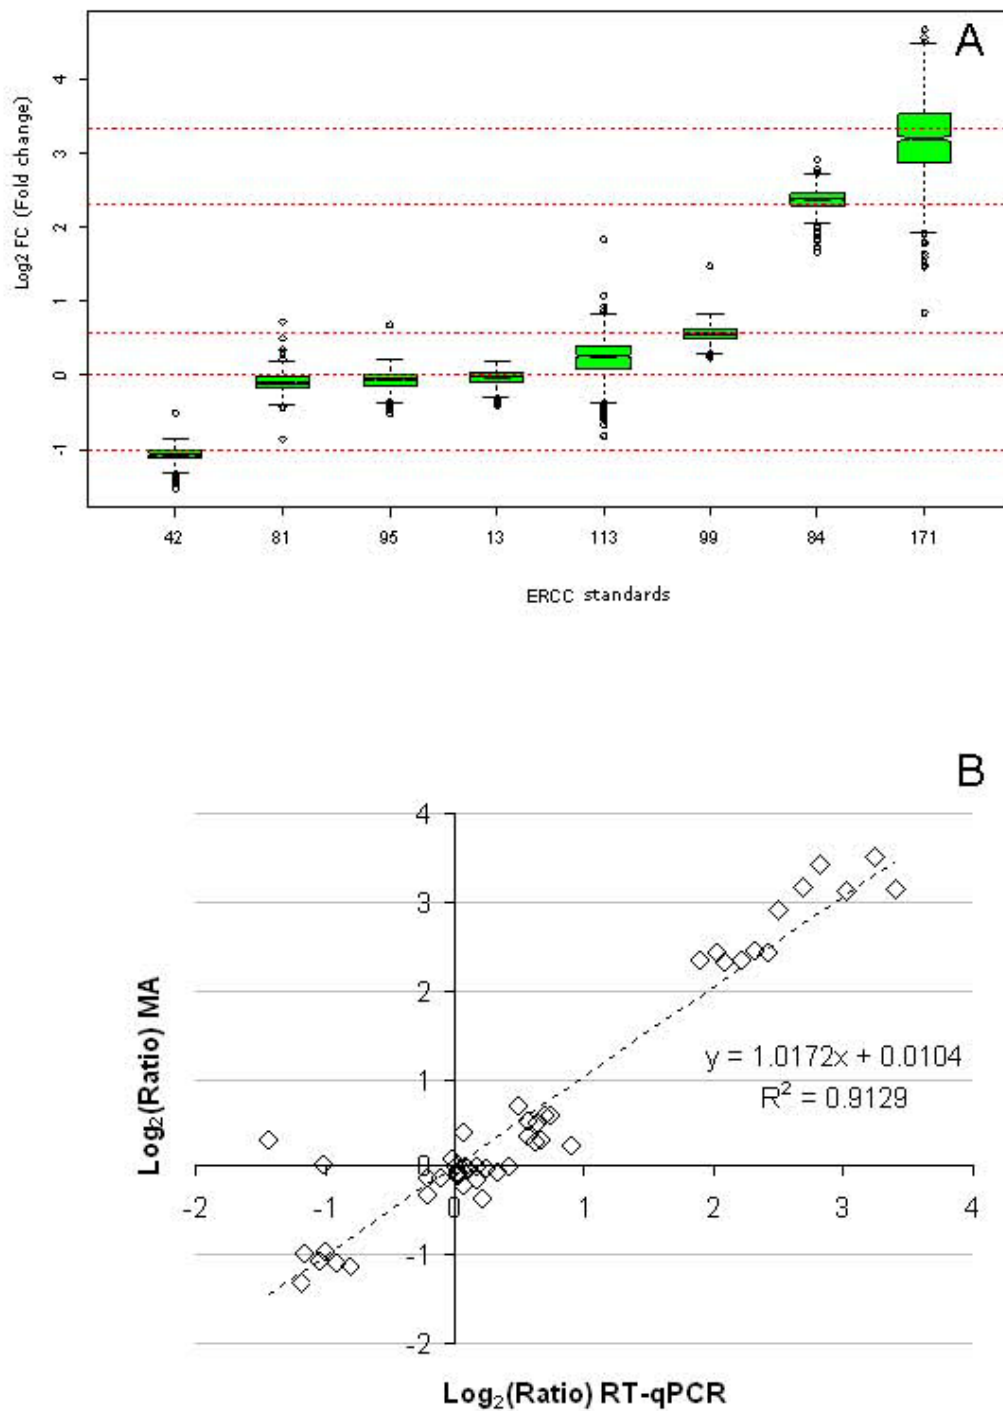 A
Log2 FC (Fold change)
4
3
2
1
0
-1
42 81 95 13 113 99 84 171
ERCC standards
B
Log2(Ratio) MA
4
3
2
1
0
-1
-2
-2 -1 0 1 2 3 4
y = 1.0172x + 0.0104
R² = 0.9129
Log₂(Ratio) RT-qPCR